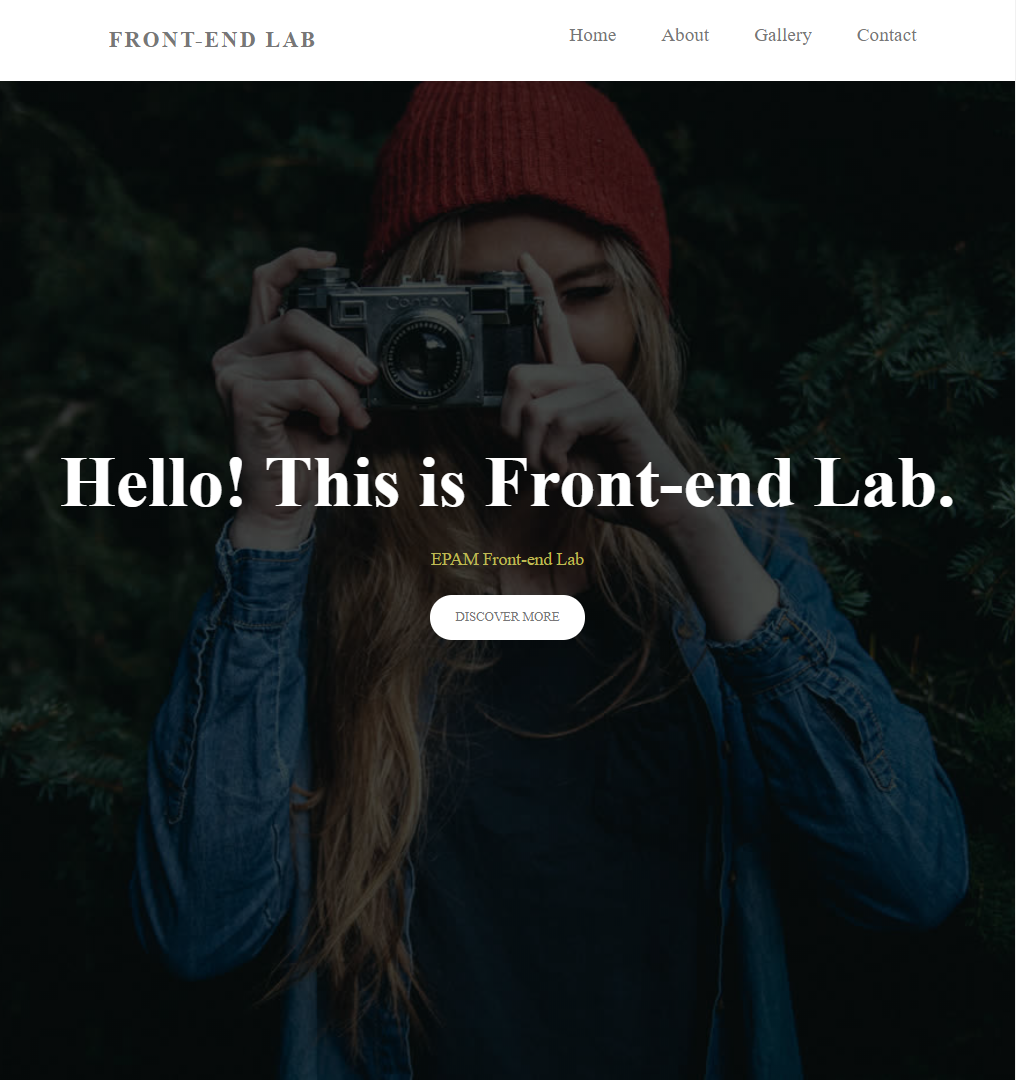 FRONT-END LAB
Home About Gallery Contact
Contax
Hello! This is Front-end Lab.
EPAM Front-end Lab
DISCOVER MORE